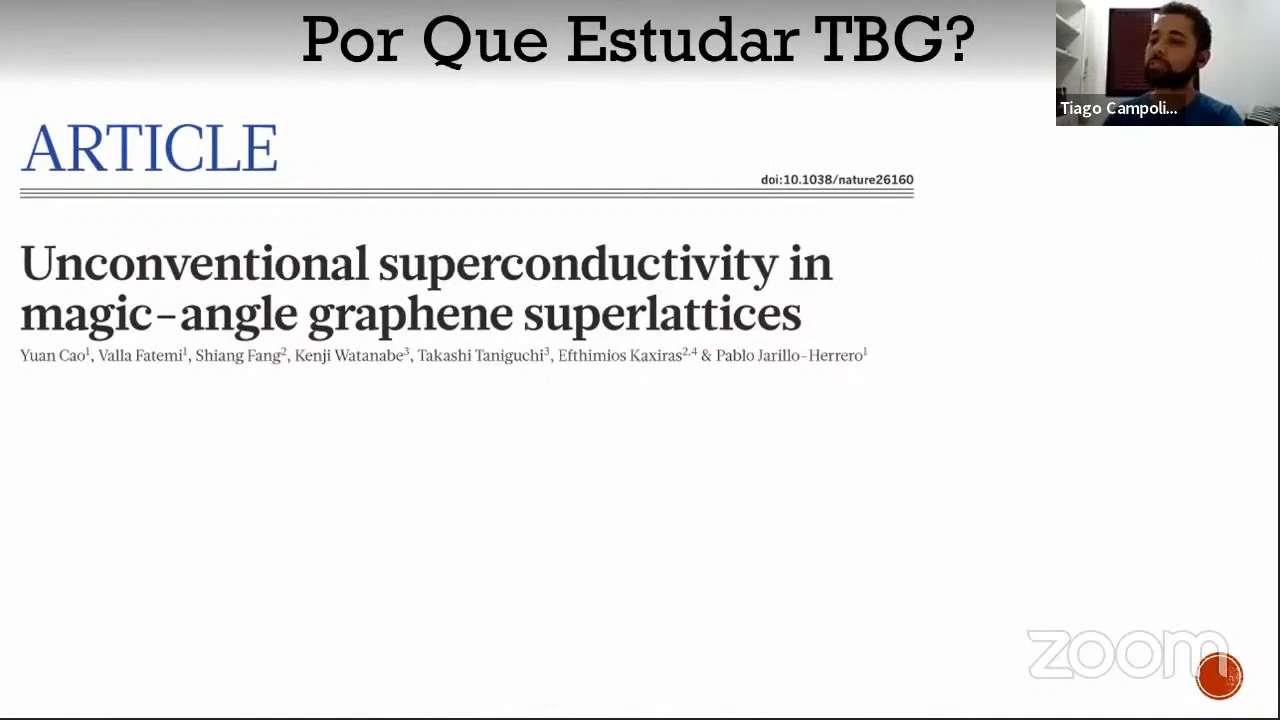 Por Que Estudar TBG?
Tiago Campoli...
ARTICLE
doi:10.1038/nature26160
Unconventional superconductivity in
magic-angle graphene superlattices
Yuan Cao¹, Valla Fatemi¹, Shiang Fang², Kenji Watanabe³, Takashi Taniguchi³, Efthimios Kaxiras²,⁴ & Pablo Jarillo-Herrero¹
zoom